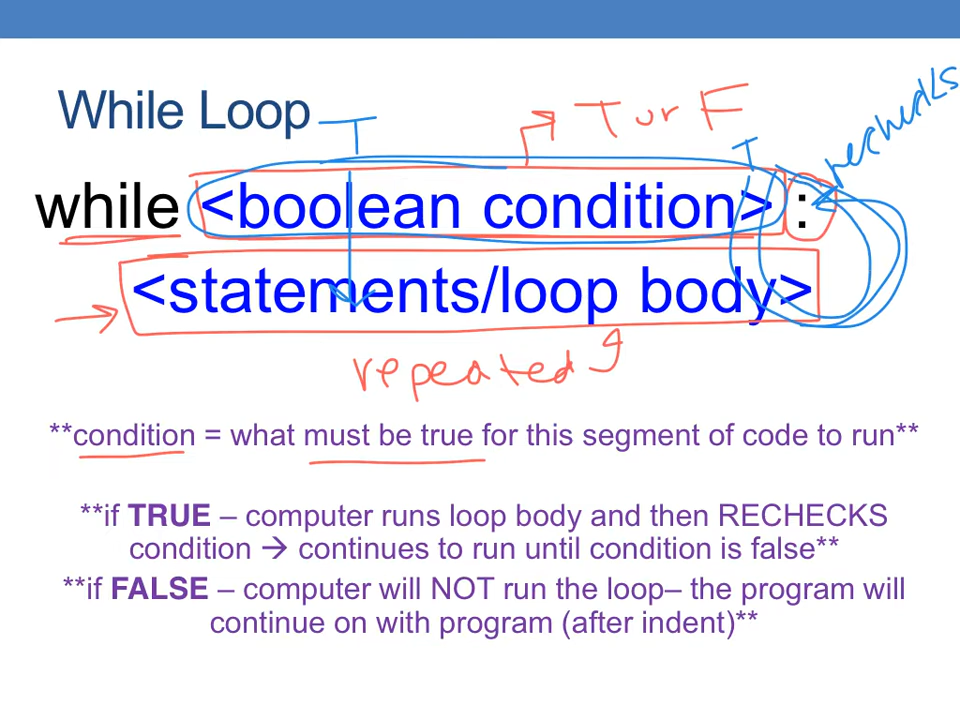 While Loop
T
T or F
T
rechecks
while <boolean condition> :
<statements/loop body>
repeated
**condition = what must be true for this segment of code to run**
**if TRUE – computer runs loop body and then RECHECKS
condition → continues to run until condition is false**
**if FALSE – computer will NOT run the loop– the program will
continue on with program (after indent)**